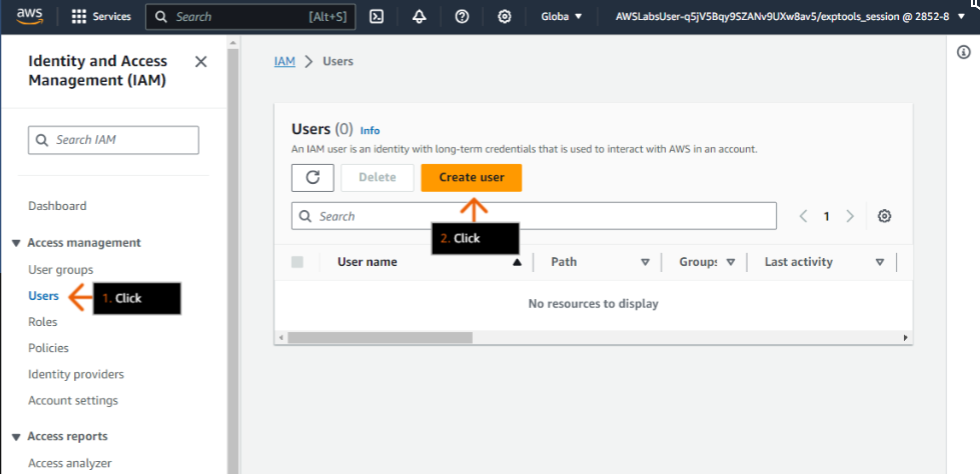 aws Services Search [Alt+S] Globa AWSLabsUser-q5jV5Bqy9SZANv9UXw8av5/exptools_session @ 2852-8
Identity and Access
Management (IAM)
Search IAM
Dashboard
Access management
User groups
Users
1. Click
Roles
Policies
Identity providers
Account settings
Access reports
Access analyzer
IAM > Users
Users (0) Info
An IAM user is an identity with long-term credentials that is used to interact with AWS in an account.
Delete Create user
Search
1
2. Click
User name Path Groups Last activity
No resources to display